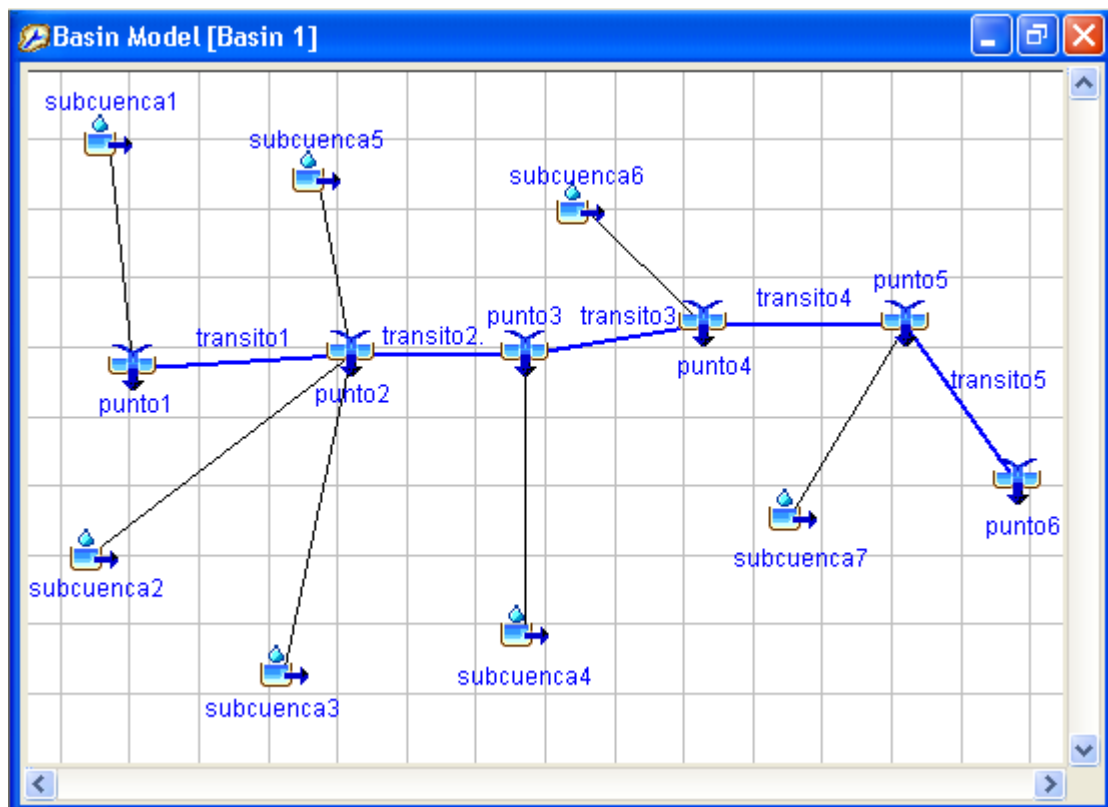 Basin Model [Basin 1]
subcuenca1
subcuenca5
subcuenca6
punto5
transito4
punto3
transito3
transito1
transito2.
punto4
transito5
punto1
punto2
punto6
subcuenca7
subcuenca2
subcuenca4
subcuenca3